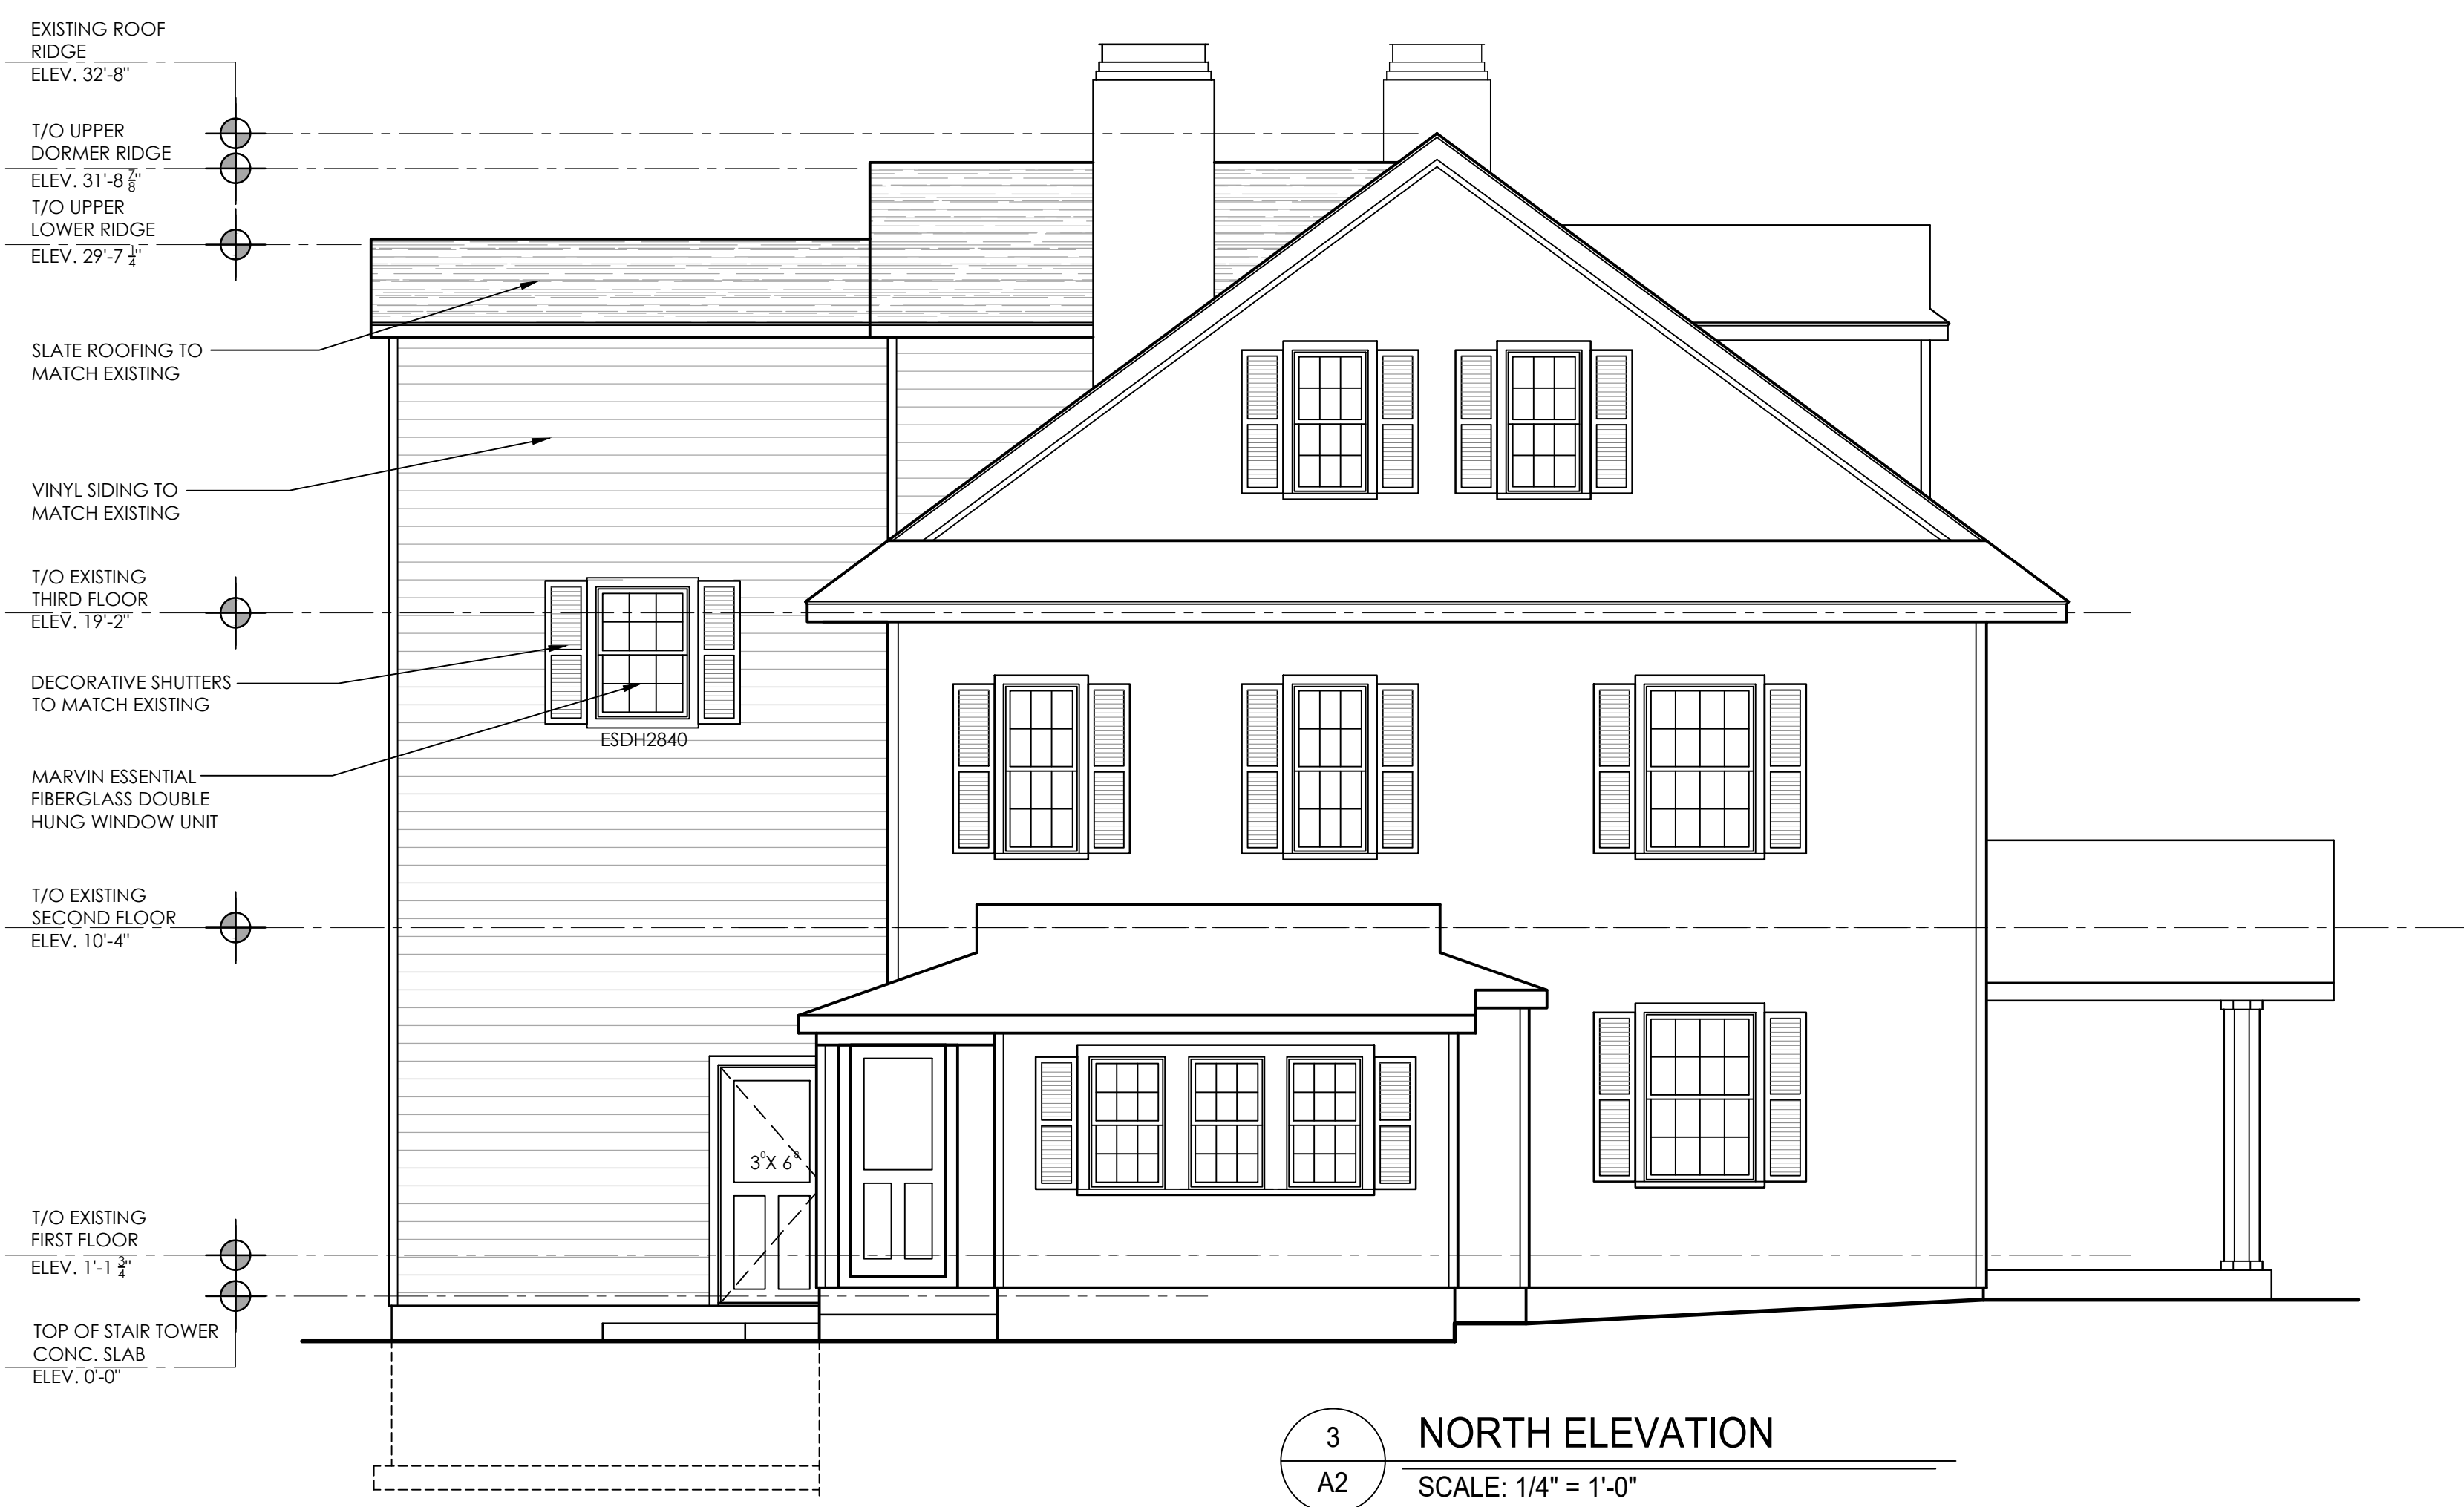 EXISTING ROOF
RIDGE
ELEV. 32'-8"
T/O UPPER
DORMER RIDGE
ELEV. 31'-8 7/8"
T/O UPPER
LOWER RIDGE
ELEV. 29'-7 1/4"
SLATE ROOFING TO
MATCH EXISTING
VINYL SIDING TO
MATCH EXISTING
T/O EXISTING
THIRD FLOOR
ELEV. 19'-2"
DECORATIVE SHUTTERS
TO MATCH EXISTING
ESDH2840
MARVIN ESSENTIAL
FIBERGLASS DOUBLE
HUNG WINDOW UNIT
T/O EXISTING
SECOND FLOOR
ELEV. 10'-4"
3⁰X 6⁸
T/O EXISTING
FIRST FLOOR
ELEV. 1'-1 3/4"
TOP OF STAIR TOWER
CONC. SLAB
ELEV. 0'-0"
3
A2
NORTH ELEVATION
SCALE: 1/4" = 1'-0"